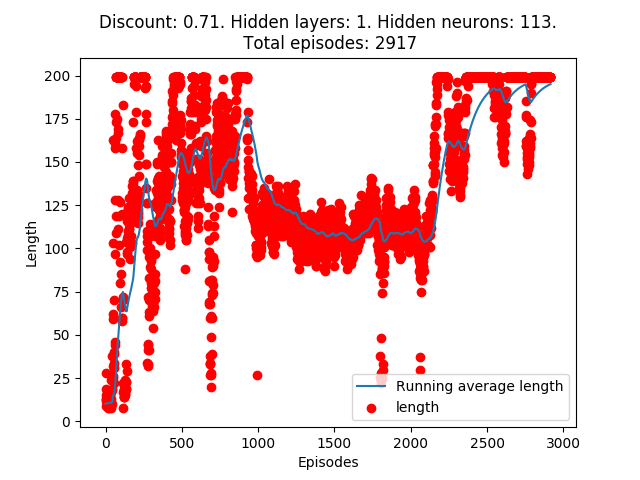 Discount: 0.71. Hidden layers: 1. Hidden neurons: 113.
Total episodes: 2917
200
175
150
125
100
75
50
25
0
Length
0
500
1000
1500
2000
2500
3000
Episodes
Running average length
length